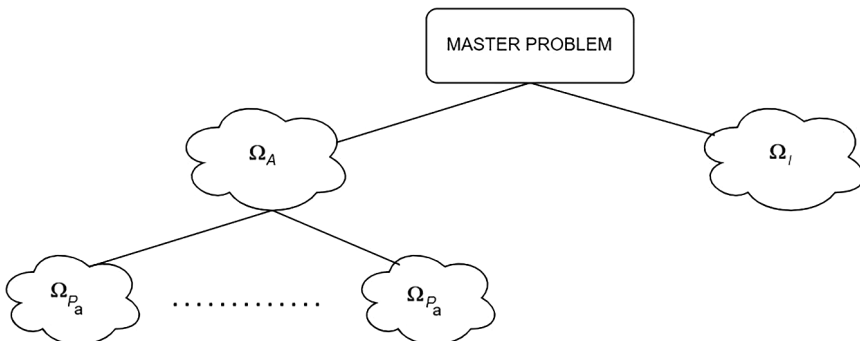 MASTER PROBLEM
Ω_A
Ω_I
Ω_{P_a}
..............
Ω_{P_a}